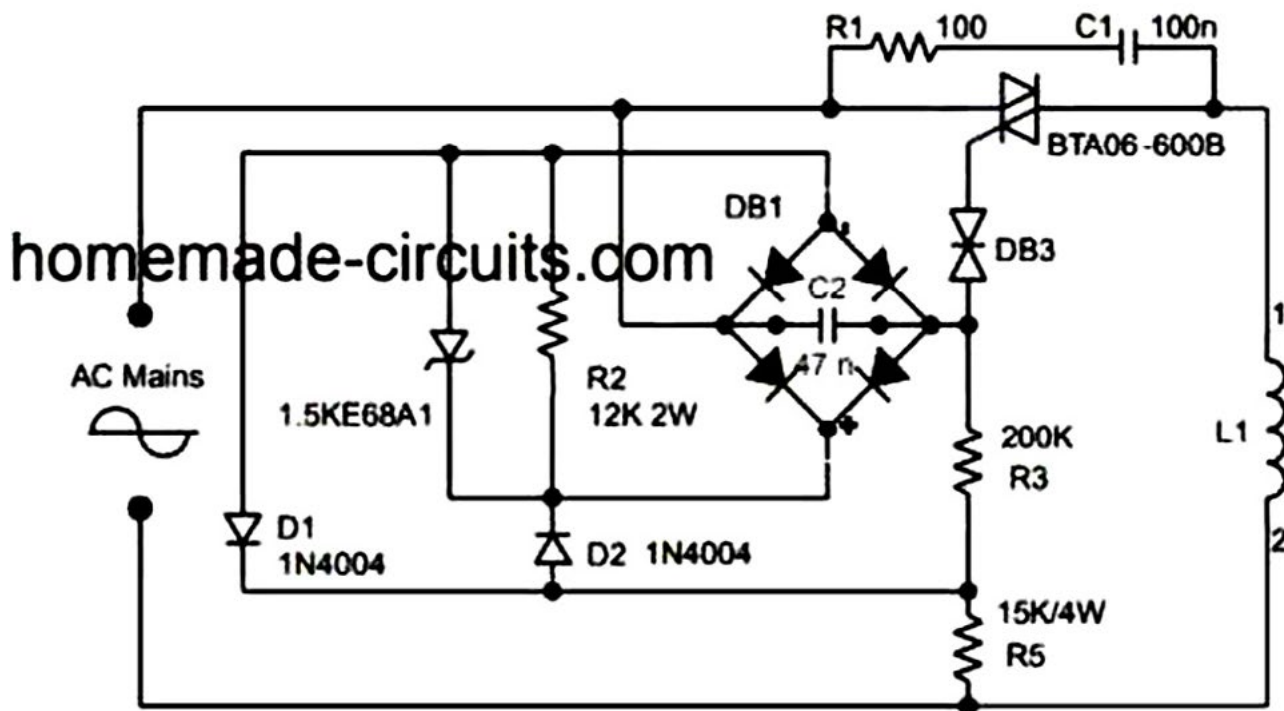 R1 100 C1 100n
BTA06-600B
DB1
DB3
homemade-circuits.com
C2
47 n
1
AC Mains
R2
12K 2W
1.5KE68A1
+
200K
R3
L1
D1
1N4004
D2 1N4004
2
15K/4W
R5